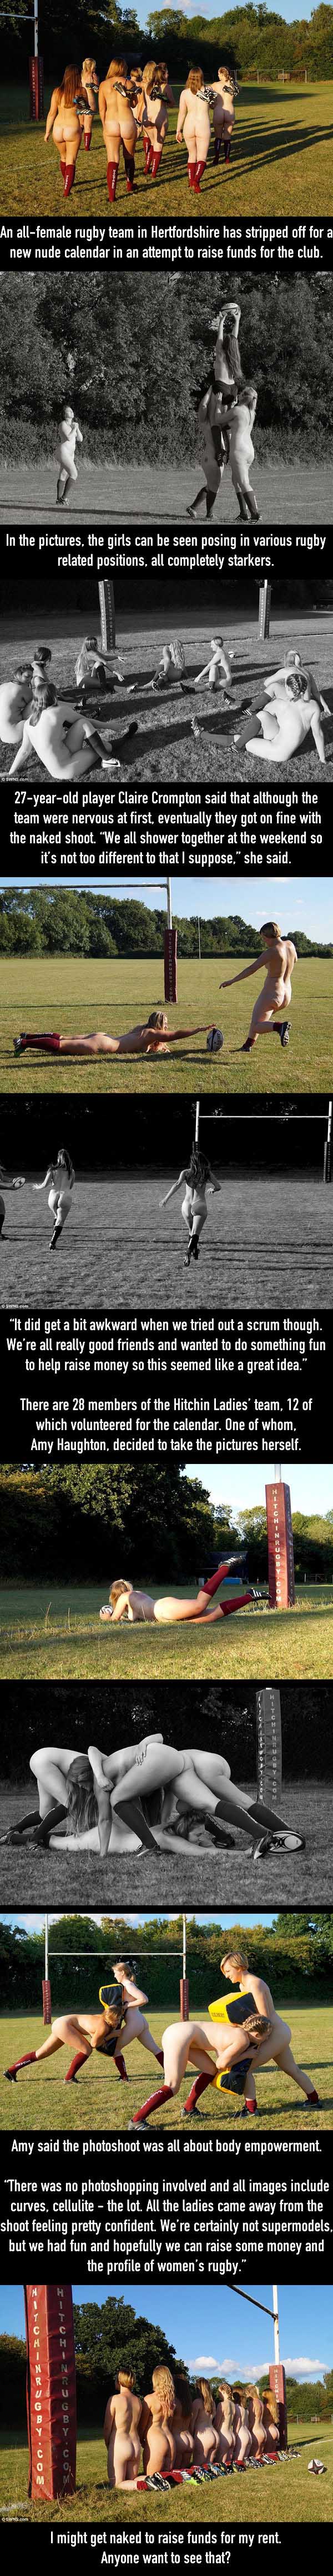 An all-female rugby team in Hertfordshire has stripped off for a
new nude calendar in an attempt to raise funds for the club.
In the pictures, the girls can be seen posing in various rugby
related positions, all completely starkers.
27-year-old player Claire Crompton said that although the
team were nervous at first, eventually they got on fine with
the naked shoot. “We all shower together at the weekend so
it’s not too different to that I suppose,” she said.
“It did get a bit awkward when we tried out a scrum though.
We’re all really good friends and wanted to do something fun
to help raise money so this seemed like a great idea.”
There are 28 members of the Hitchin Ladies’ team, 12 of
which volunteered for the calendar. One of whom,
Amy Haughton, decided to take the pictures herself.
HITCHINRUGBY.CO
HITCHINRUGBY.COM
Amy said the photoshoot was all about body empowerment.
“There was no photoshopping involved and all images include
curves, cellulite - the lot. All the ladies came away from the
shoot feeling pretty confident. We’re certainly not supermodels,
but we had fun and hopefully we can raise some money and
the profile of women’s rugby.”
HITCHINRUGBY.COM
HITCHINRUGBY.COM
I might get naked to raise funds for my rent.
Anyone want to see that?